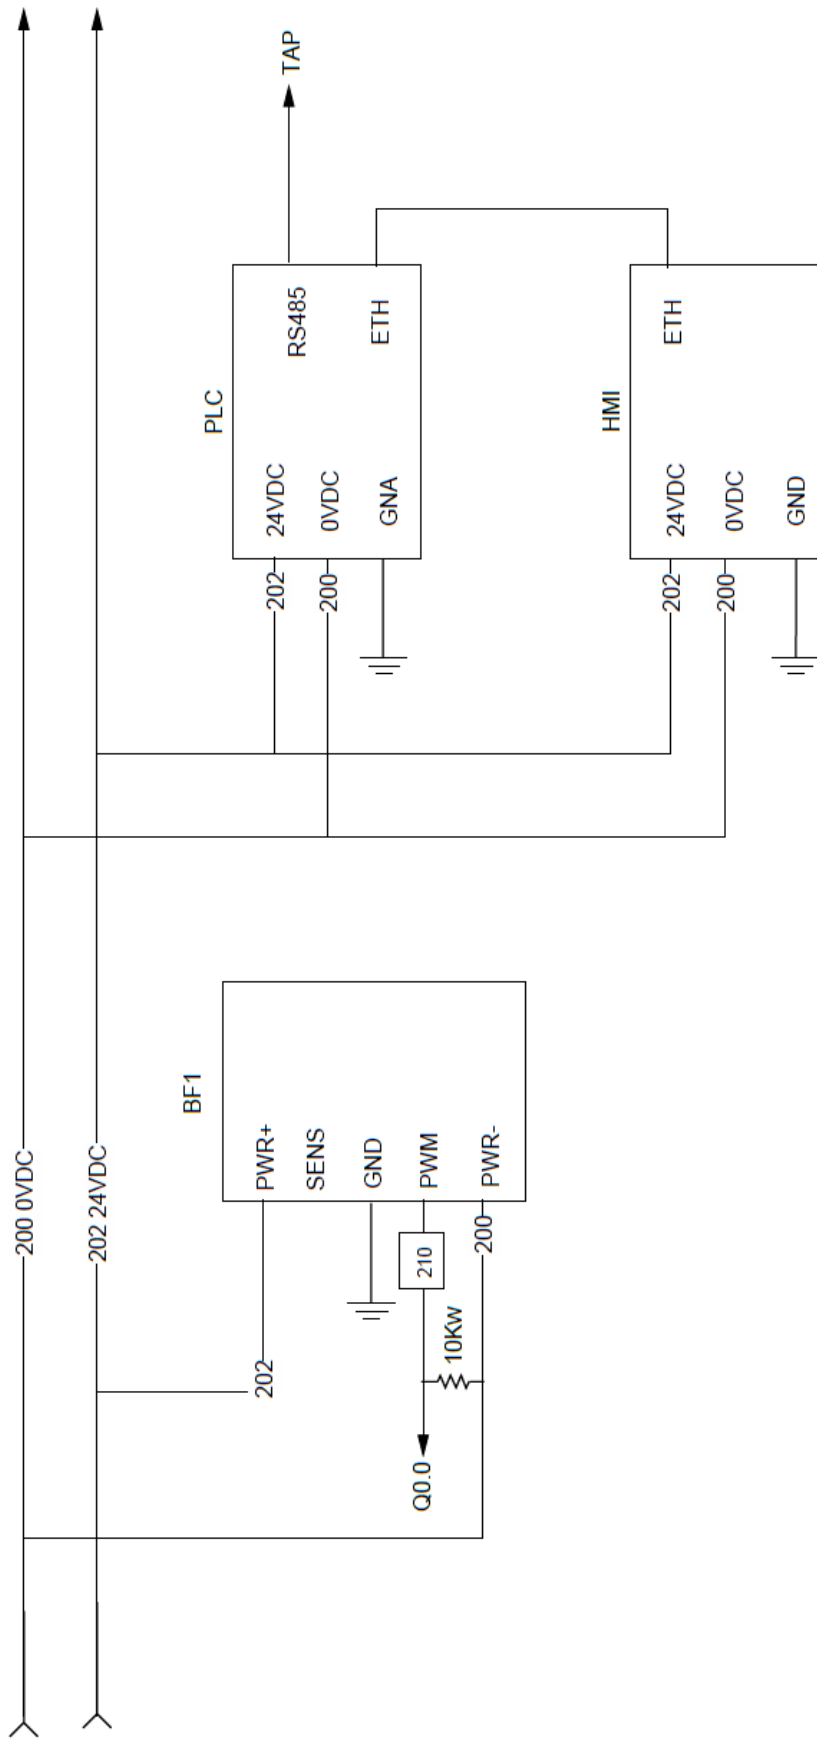 200 0VDC
202 24VDC
BF1
PWR+
SENS
GND
PWM
PWR-
202
210
200
10Kw
Q0.0
PLC
24VDC
0VDC
GNA
RS485
ETH
202
200
TAP
HMI
24VDC
0VDC
GND
ETH
202
200